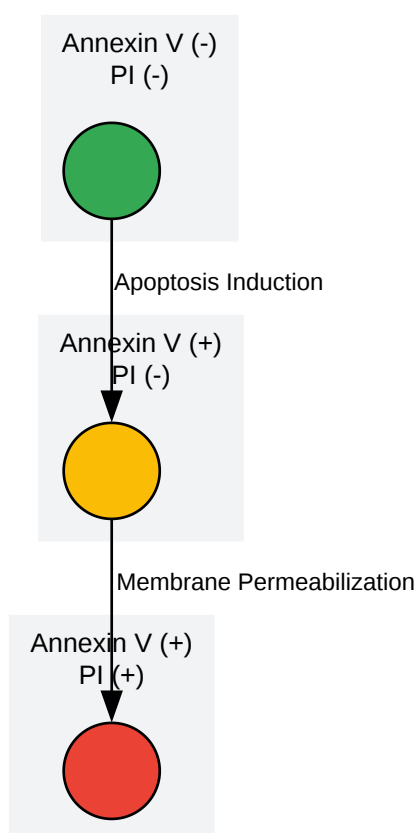 Annexin V (-)
PI (-)
Apoptosis Induction
Annexin V (+)
PI (-)
Membrane Permeabilization
Annexin V (+)
PI (+)